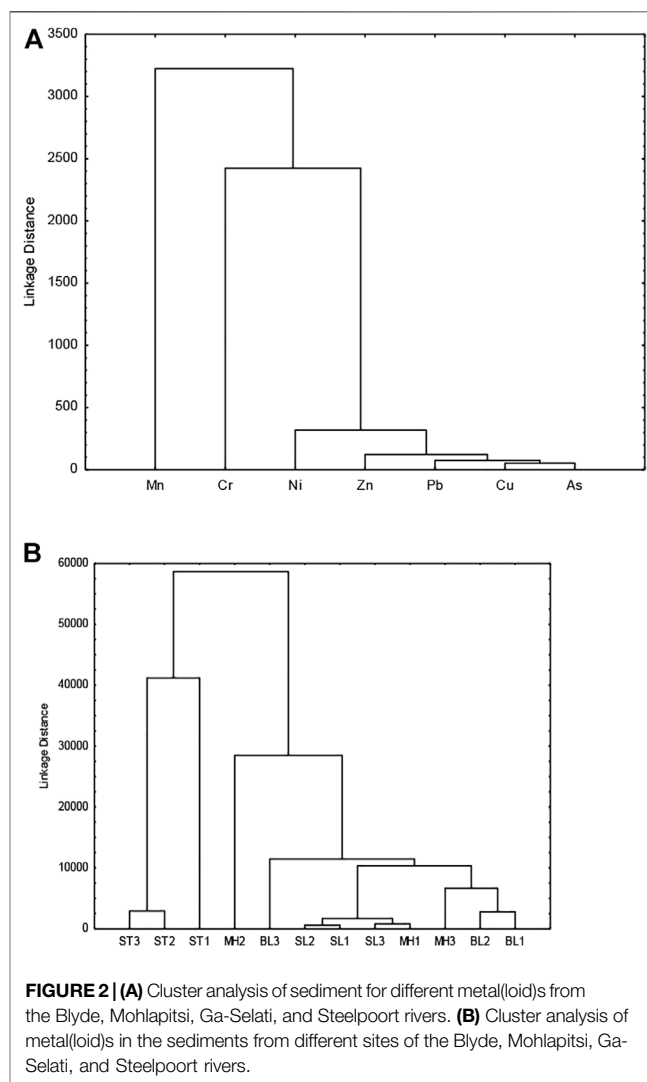 A
3500
3000
2500
2000
1500
1000
500
0
Linkage Distance
Mn Cr Ni Zn Pb Cu As
B
60000
50000
40000
30000
20000
10000
0
Linkage Distance
ST3 ST2 ST1 MH2 BL3 SL2 SL1 SL3 MH1 MH3 BL2 BL1
FIGURE 2 | (A) Cluster analysis of sediment for different metal(loid)s from
the Blyde, Mohlapitsi, Ga-Selati, and Steelpoort rivers. (B) Cluster analysis of
metal(loid)s in the sediments from different sites of the Blyde, Mohlapitsi, Ga-
Selati, and Steelpoort rivers.